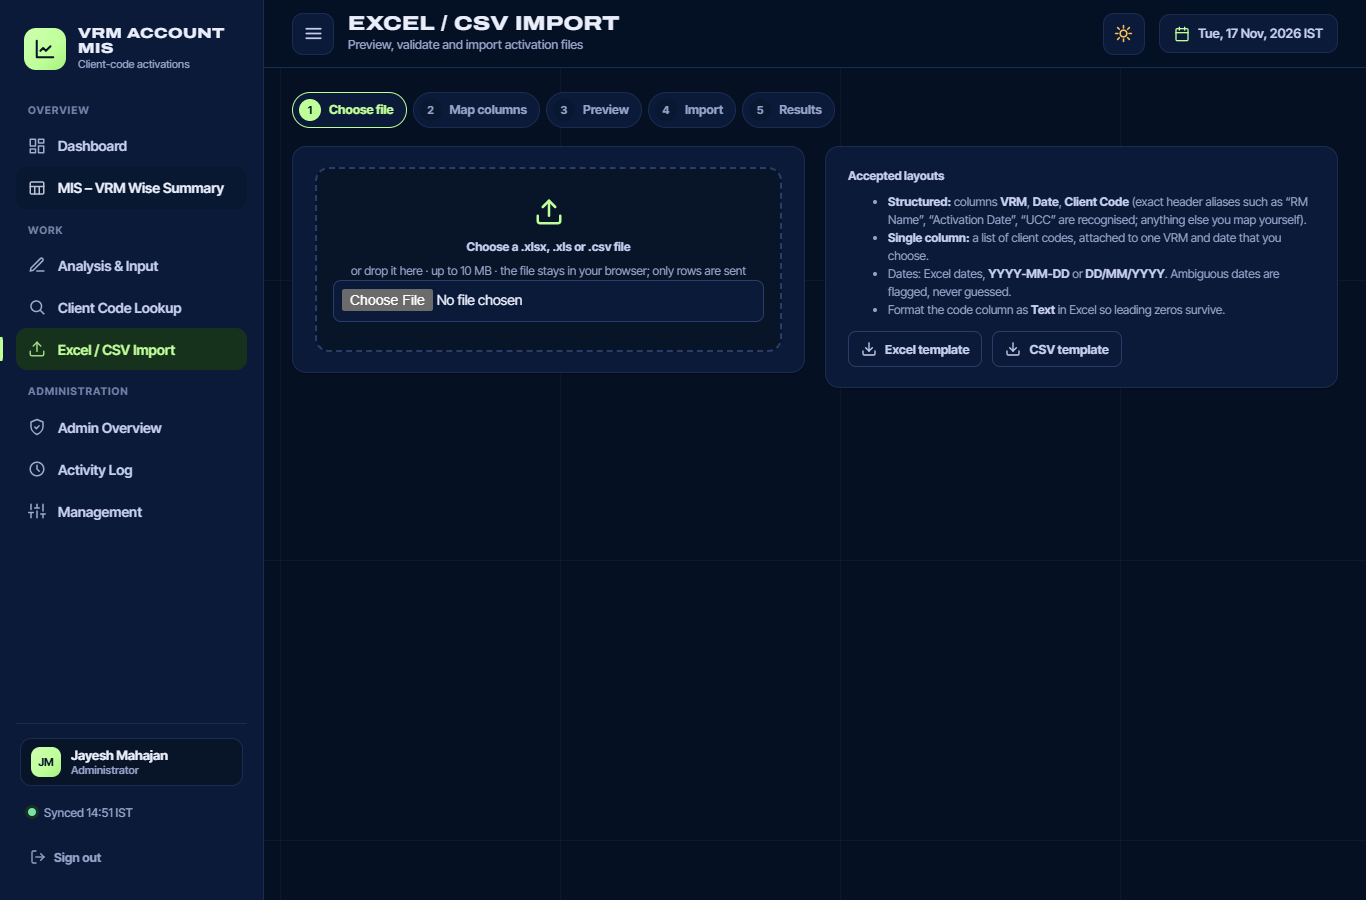 VRM ACCOUNT
MIS
Client-code activations
OVERVIEW
Dashboard
MIS – VRM Wise Summary
WORK
Analysis & Input
Client Code Lookup
Excel / CSV Import
ADMINISTRATION
Admin Overview
Activity Log
Management
JM
Jayesh Mahajan
Administrator
Synced 14:51 IST
Sign out
EXCEL / CSV IMPORT
Preview, validate and import activation files
Tue, 17 Nov, 2026 IST
1 Choose file
2 Map columns
3 Preview
4 Import
5 Results
Choose a .xlsx, .xls or .csv file
or drop it here · up to 10 MB · the file stays in your browser; only rows are sent
Choose File No file chosen
Accepted layouts
• Structured: columns VRM, Date, Client Code (exact header aliases such as “RM
Name”, “Activation Date”, “UCC” are recognised; anything else you map yourself).
• Single column: a list of client codes, attached to one VRM and date that you
choose.
• Dates: Excel dates, YYYY-MM-DD or DD/MM/YYYY. Ambiguous dates are
flagged, never guessed.
• Format the code column as Text in Excel so leading zeros survive.
Excel template
CSV template